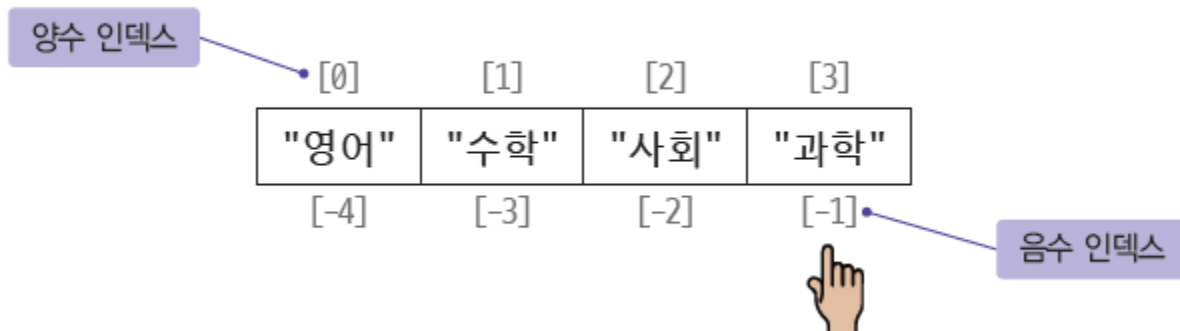 양수 인덱스
[0] [1] [2] [3]
"영어" "수학" "사회" "과학"
[-4] [-3] [-2] [-1]
음수 인덱스